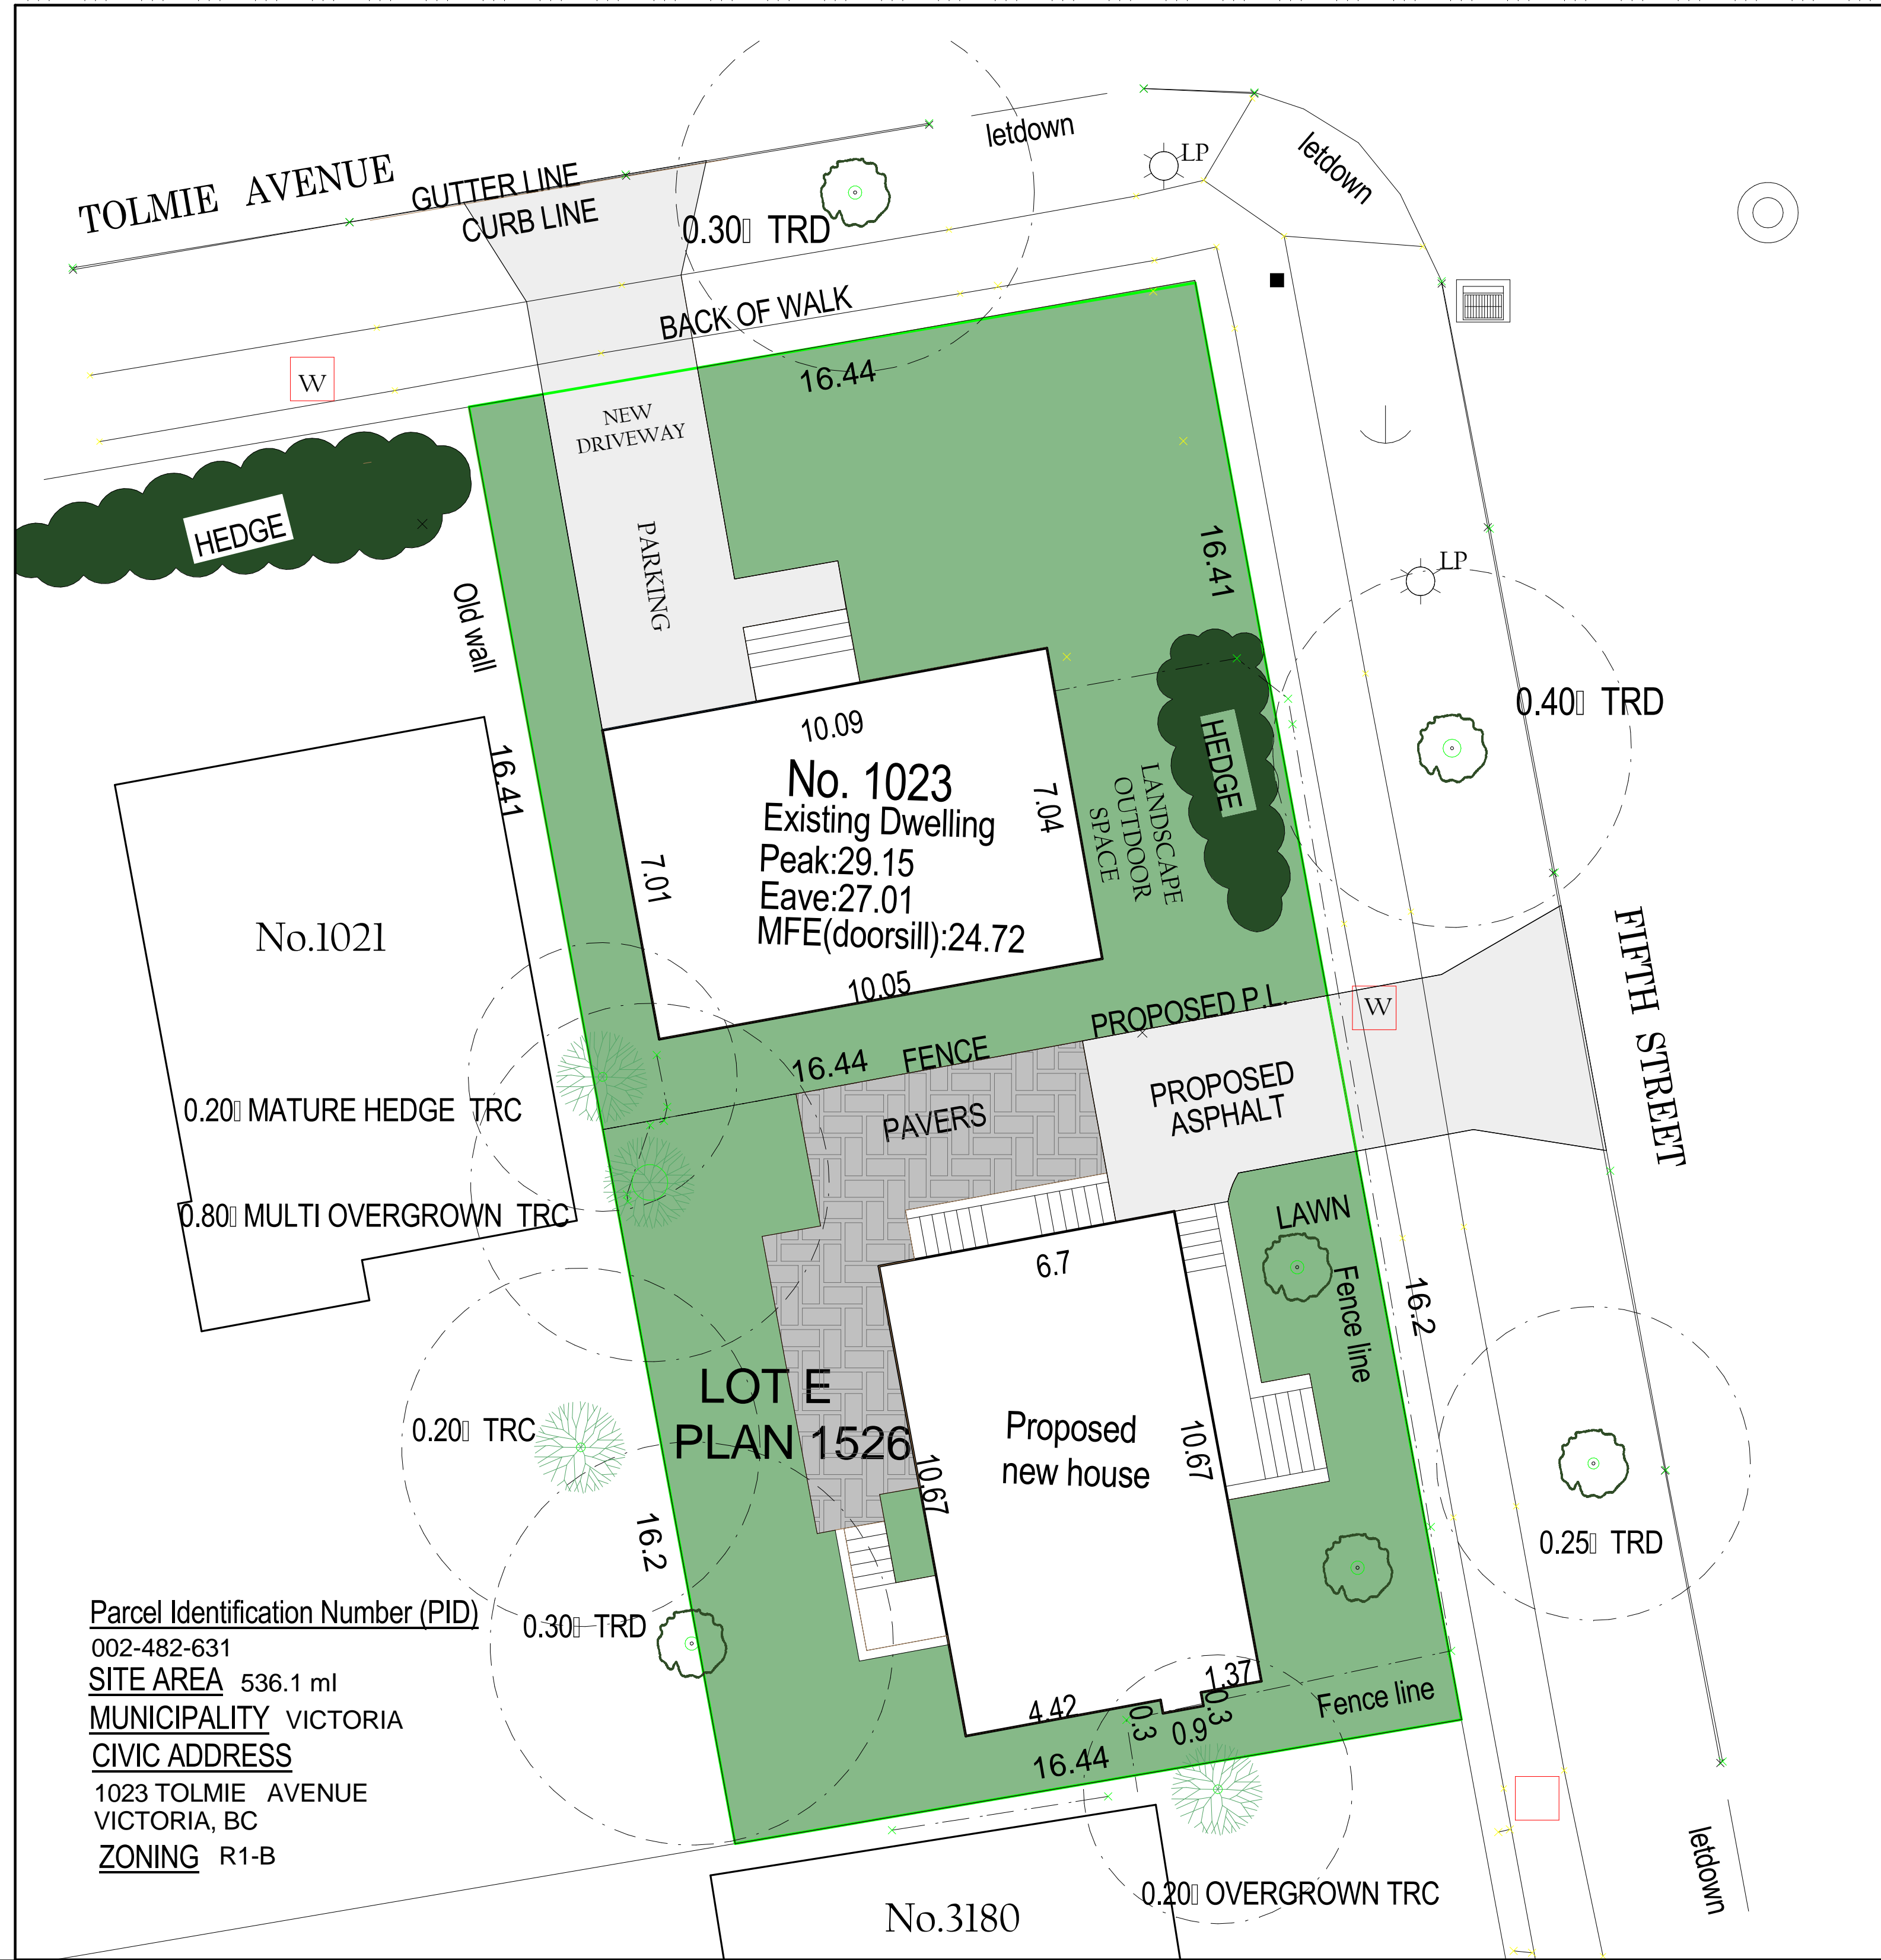 TOLMIE AVENUE
GUTTER LINE
CURB LINE
0.30▯ TRD
letdown
LP
letdown
BACK OF WALK
16.44
W
NEW
DRIVEWAY
HEDGE
PARKING
Old wall
16.41
LP
0.40▯ TRD
HEDGE
16.41
10.09
No. 1023
Existing Dwelling
Peak:29.15
Eave:27.01
MFE(doorsill):24.72
7.04
7.01
10.05
LANDSCAPE
OUTDOOR
SPACE
No.1021
FIFTH STREET
W
PROPOSED P.L.
16.44
FENCE
PROPOSED
ASPHALT
PAVERS
0.20▯ MATURE HEDGE TRC
0.80▯ MULTI OVERGROWN TRC
LAWN
Fence line
16.2
6.7
LOT E
PLAN 1526
Proposed
new house
10.67
10.67
0.20▯ TRC
16.2
0.25▯ TRD
0.30▯ TRD
Parcel Identification Number (PID)
002-482-631
SITE AREA 536.1 ml
MUNICIPALITY VICTORIA
CIVIC ADDRESS
1023 TOLMIE AVENUE
VICTORIA, BC
ZONING R1-B
1.37
4.42
0.3
0.9
0.3
Fence line
16.44
letdown
0.20▯ OVERGROWN TRC
No.3180